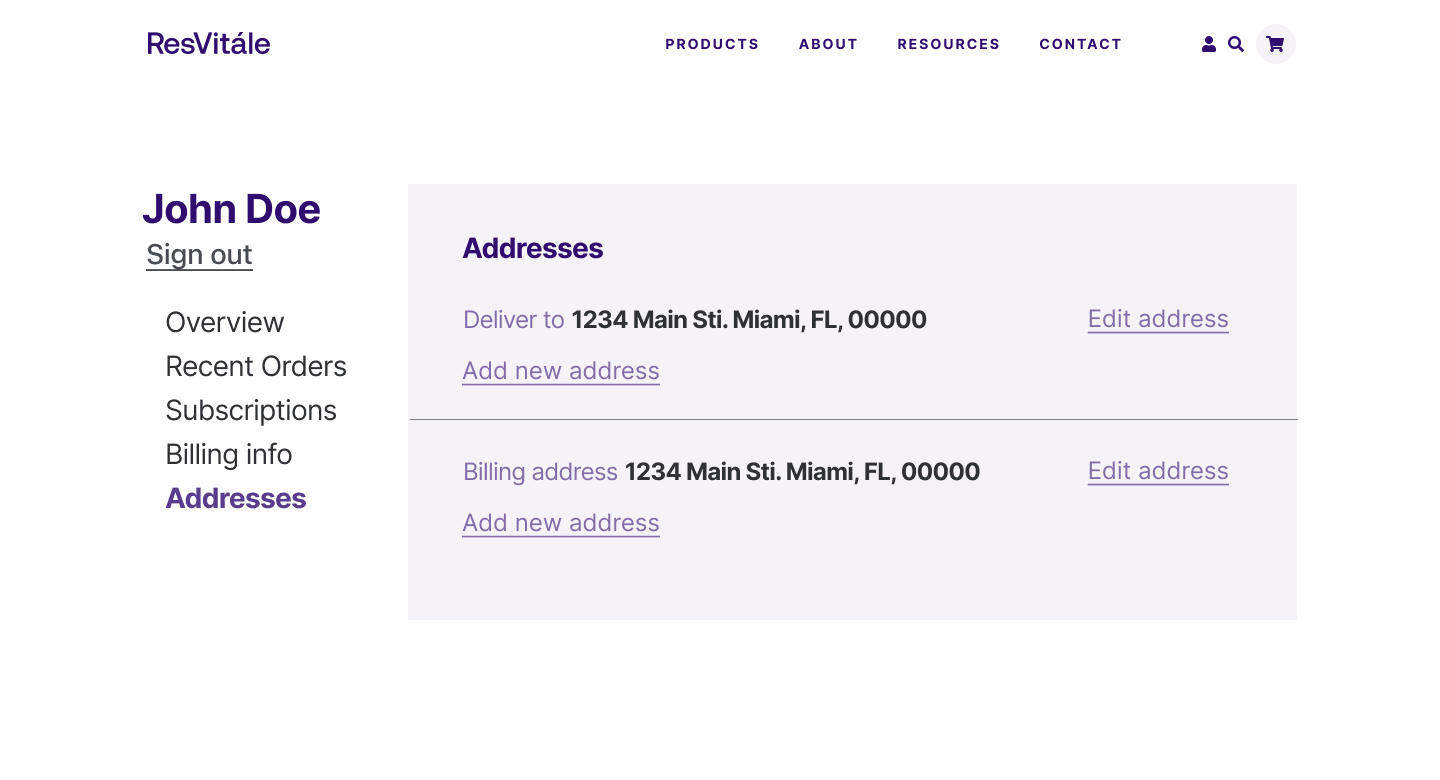 ResVitále
PRODUCTS ABOUT RESOURCES CONTACT
John Doe
Sign out
Overview
Recent Orders
Subscriptions
Billing info
Addresses
Addresses
Deliver to 1234 Main Sti. Miami, FL, 00000 Edit address
Add new address
Billing address 1234 Main Sti. Miami, FL, 00000 Edit address
Add new address